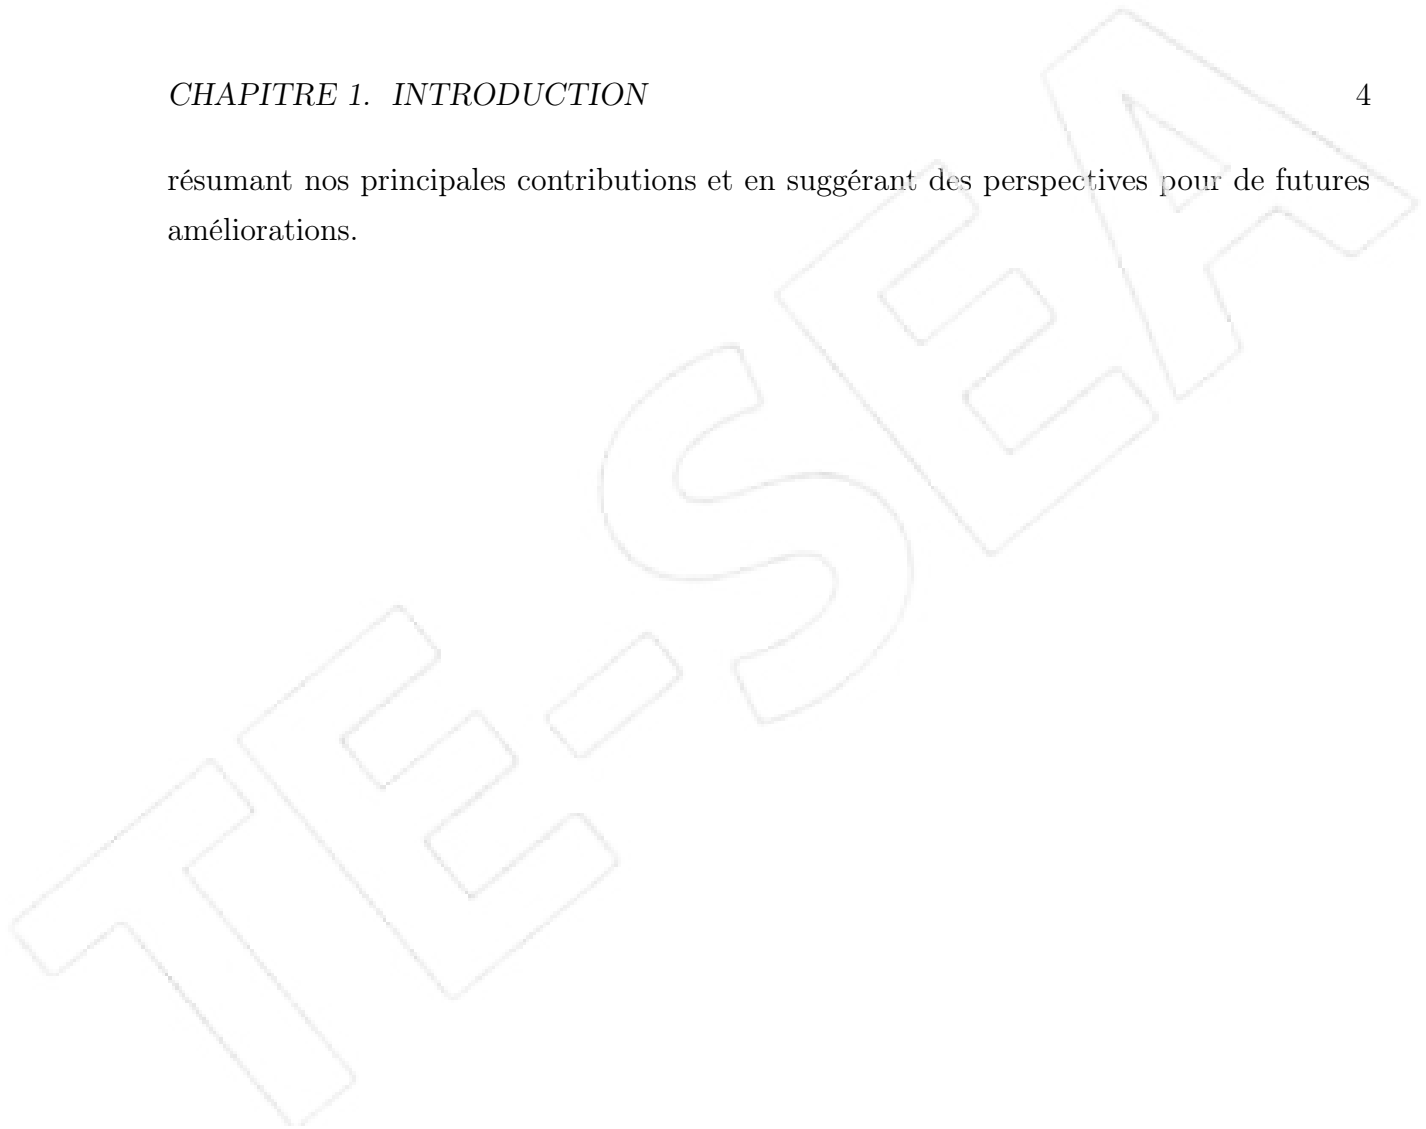 CHAPITRE 1. INTRODUCTION 4
résumant nos principales contributions et en suggérant des perspectives pour de futures
améliorations.
TE-SEA